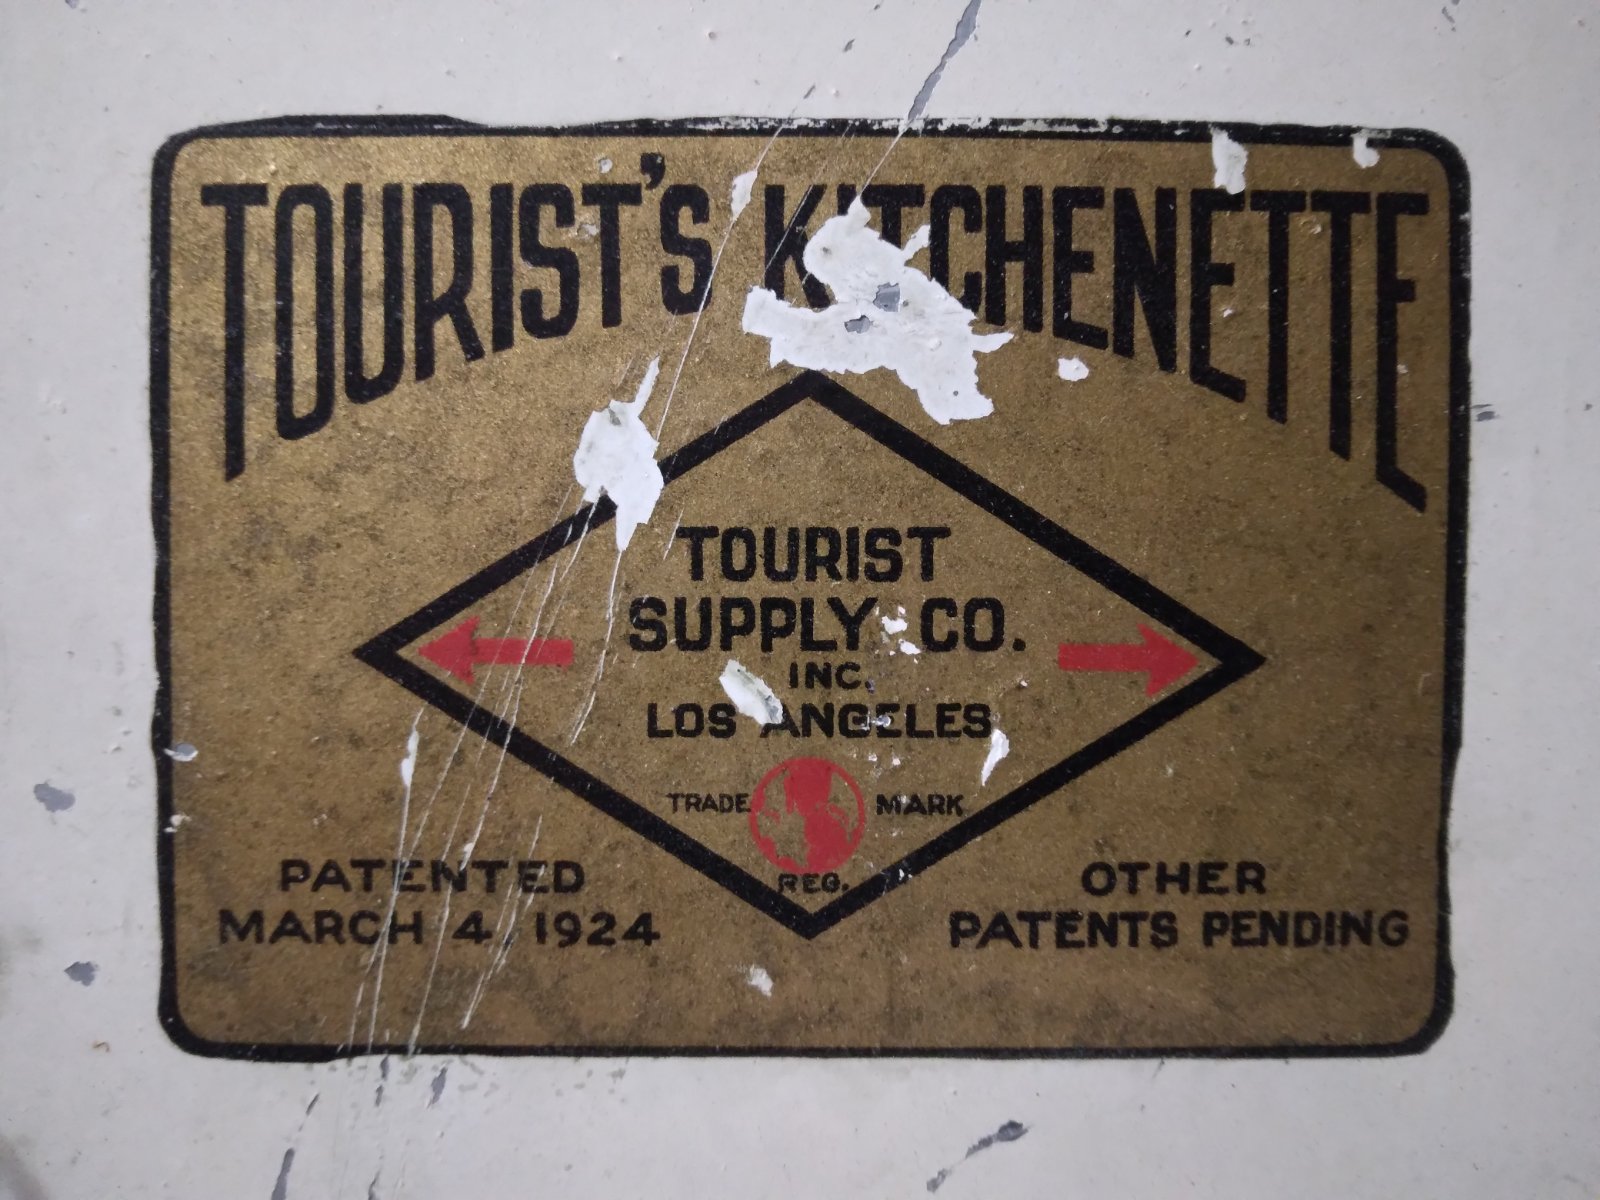 TOURIST'S KITCHENETTE
TOURIST
SUPPLY CO.
INC.
LOS ANGELES
TRADE MARK
REG.
PATENTED
MARCH 4, 1924
OTHER
PATENTS PENDING